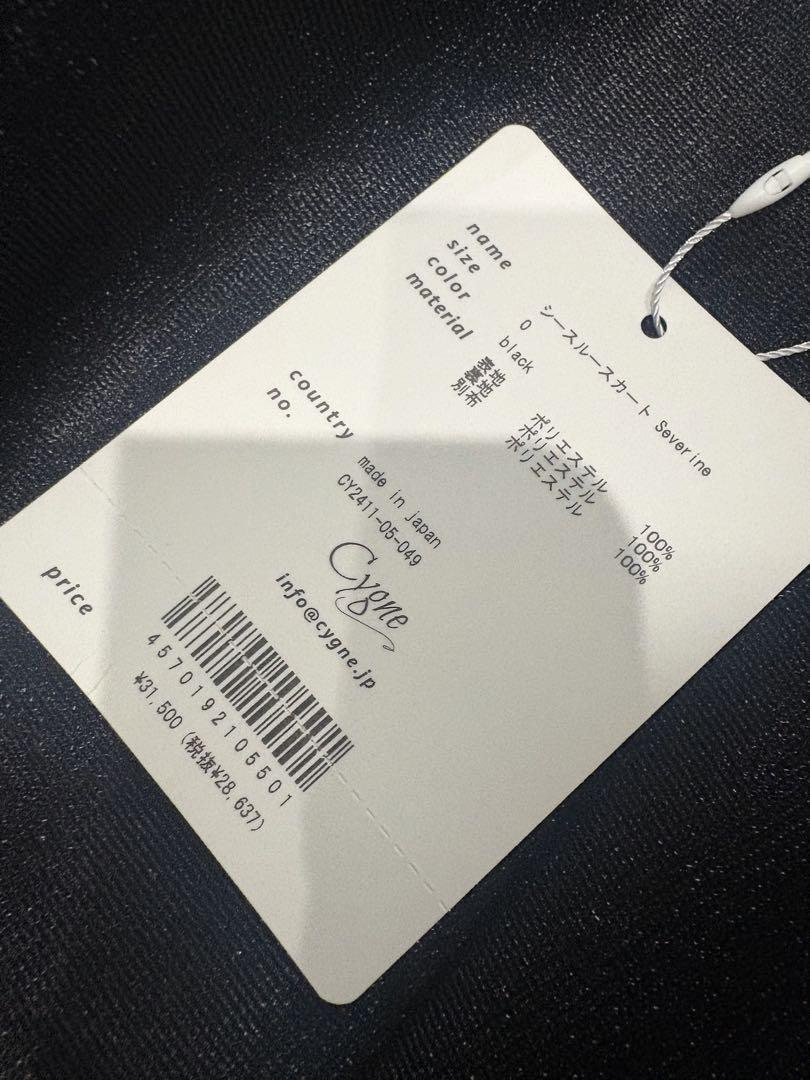 name シースルースカート Severine
size 0
color black
material 表地 ポリエステル 100%
裏地 ポリエステル 100%
別布 ポリエステル 100%
country made in japan
no. CY2411-05-049
Cygne
info@cygne.jp
4570192105501
price ¥31,500 (税抜¥28,637)